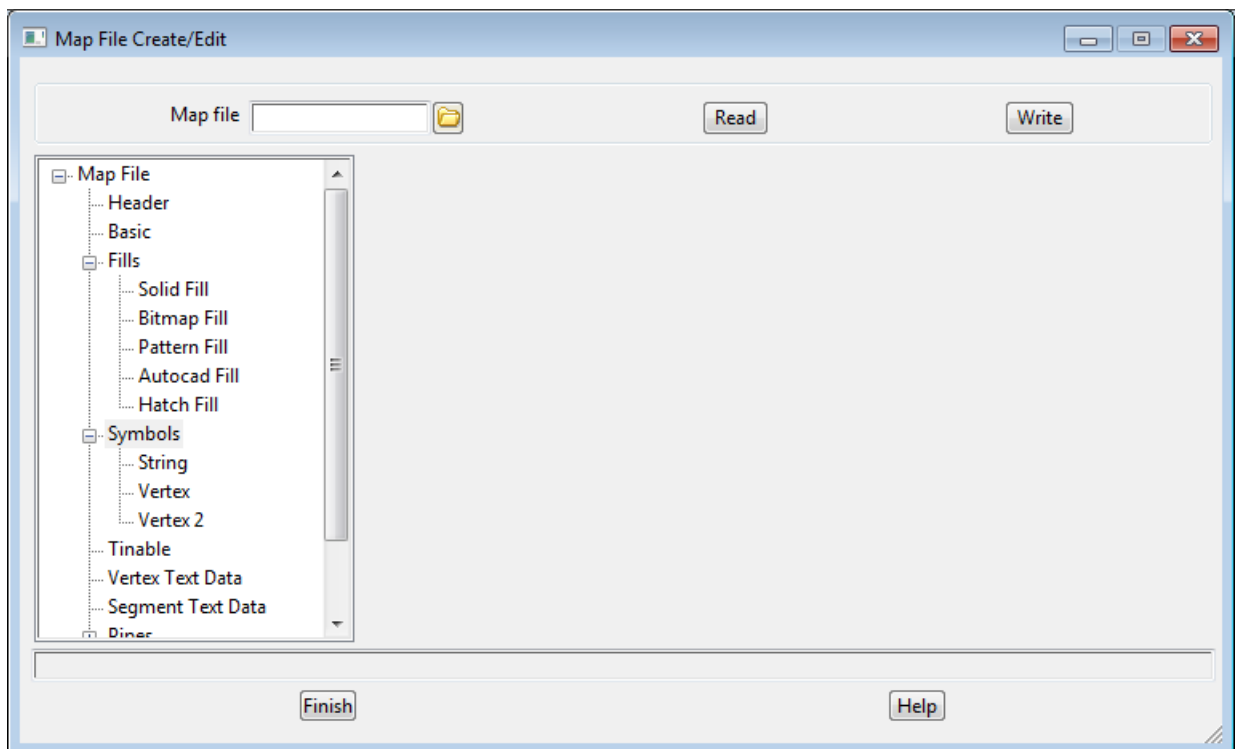 Map File Create/Edit
Map file Read Write
Map File
Header
Basic
Fills
Solid Fill
Bitmap Fill
Pattern Fill
Autocad Fill
Hatch Fill
Symbols
String
Vertex
Vertex 2
Tinable
Vertex Text Data
Segment Text Data
Pipes
Finish Help